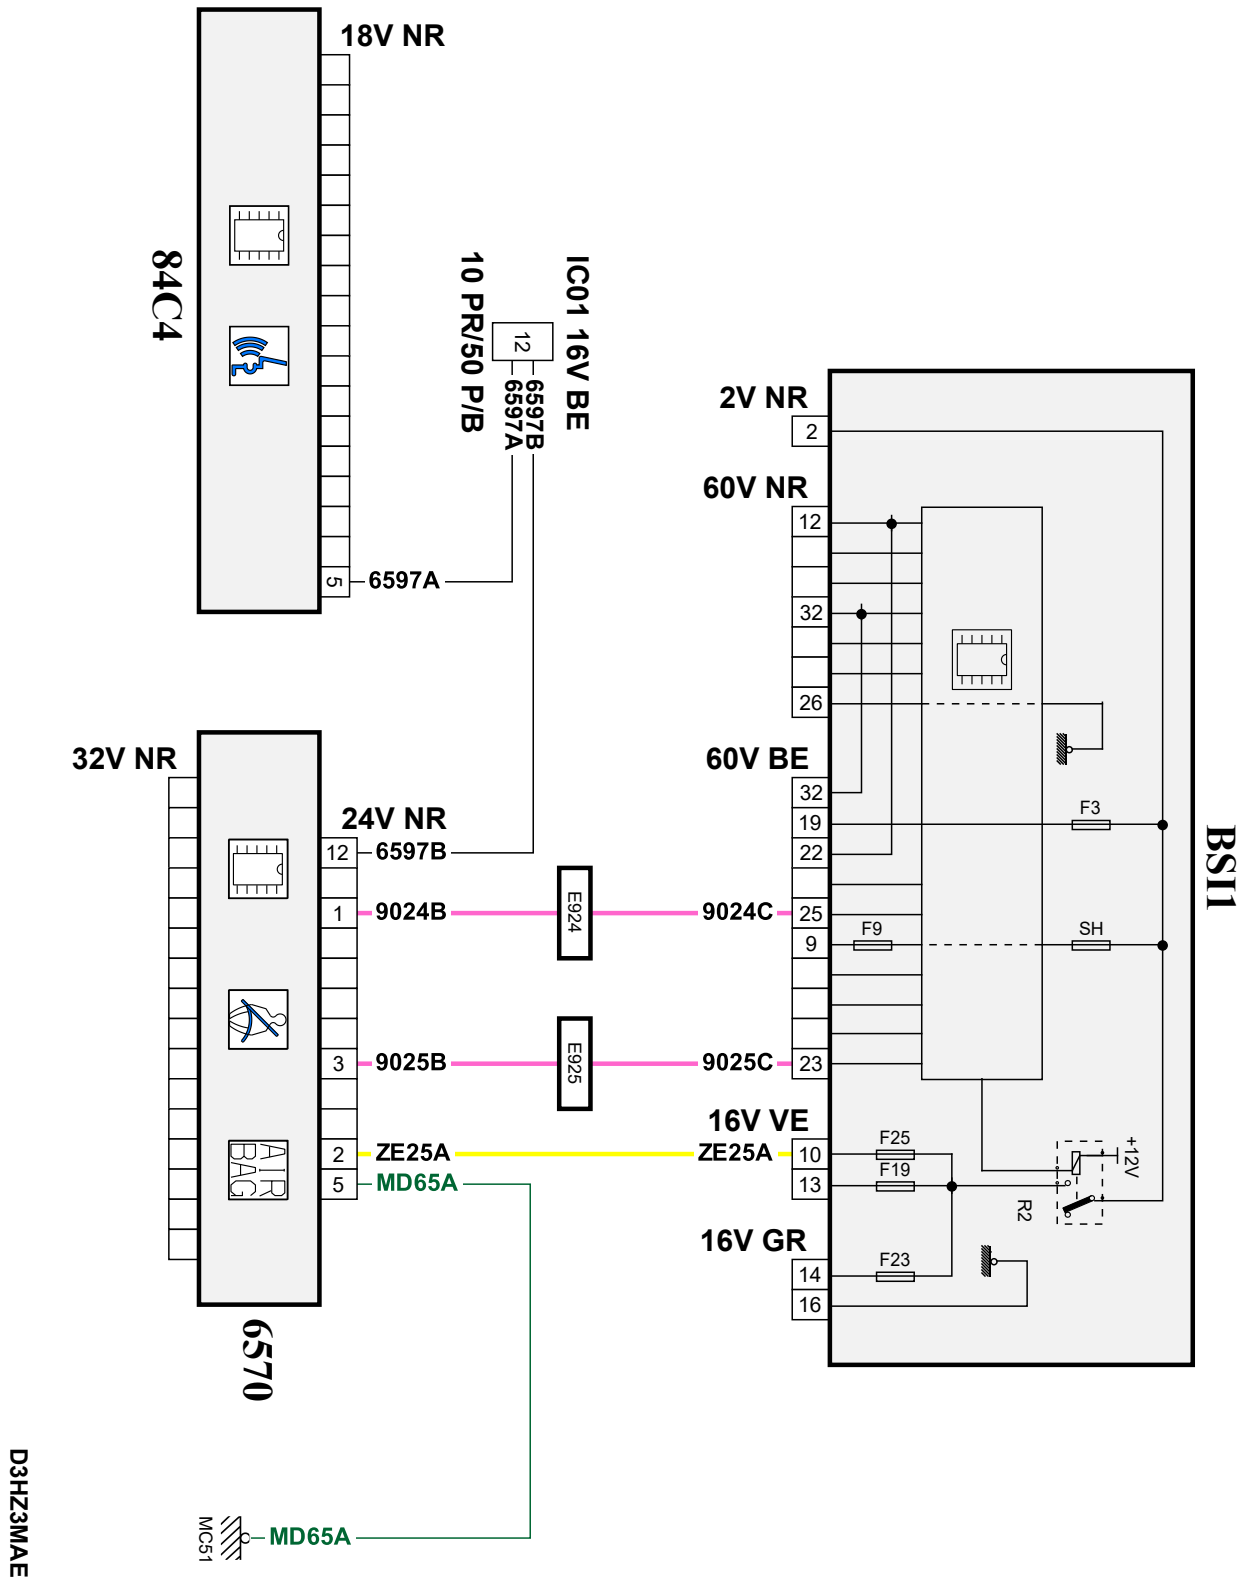 18V NR
5
6597A
84C4
IC01 16V BE
10 PR/50 P/B
12
6597B
6597A
2V NR
2
60V NR
12
32
26
60V BE
32
19
22
25
9
23
F3
F9
SH
BSI1
32V NR
24V NR
12
6597B
1
9024B
E924
9024C
3
9025B
E925
9025C
2
ZE25A
ZE25A
5
MD65A
AIR
BAG
6570
16V VE
10
13
F25
F19
+12V
R2
16V GR
14
16
F23
MC51
MD65A
D3HZ3MAE